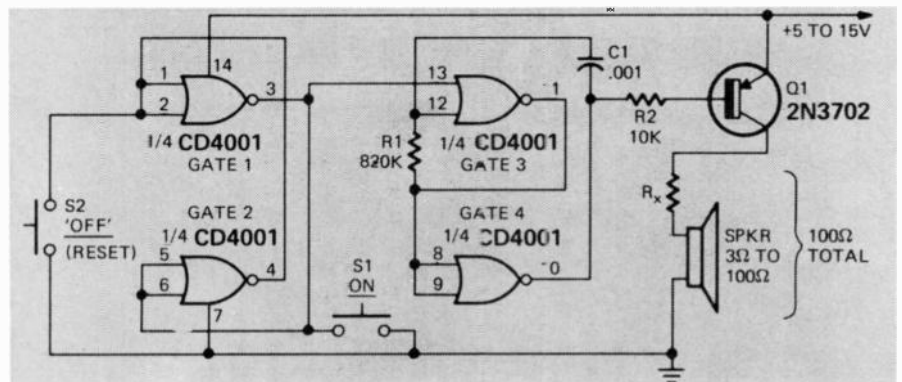 +5 TO 15V
14
1
2
3
1/4 CD4001
GATE 1
13
12
1
1/4 CD4001
GATE 3
R1
820K
C1
.001
R2
10K
Q1
2N3702
S2
'OFF'
(RESET)
GATE 2
1/4 CD4001
5
6
4
7
S1
ON
GATE 4
1/4 CD4001
8
9
0
Rx
SPKR
3Ω TO
100Ω
100Ω
TOTAL